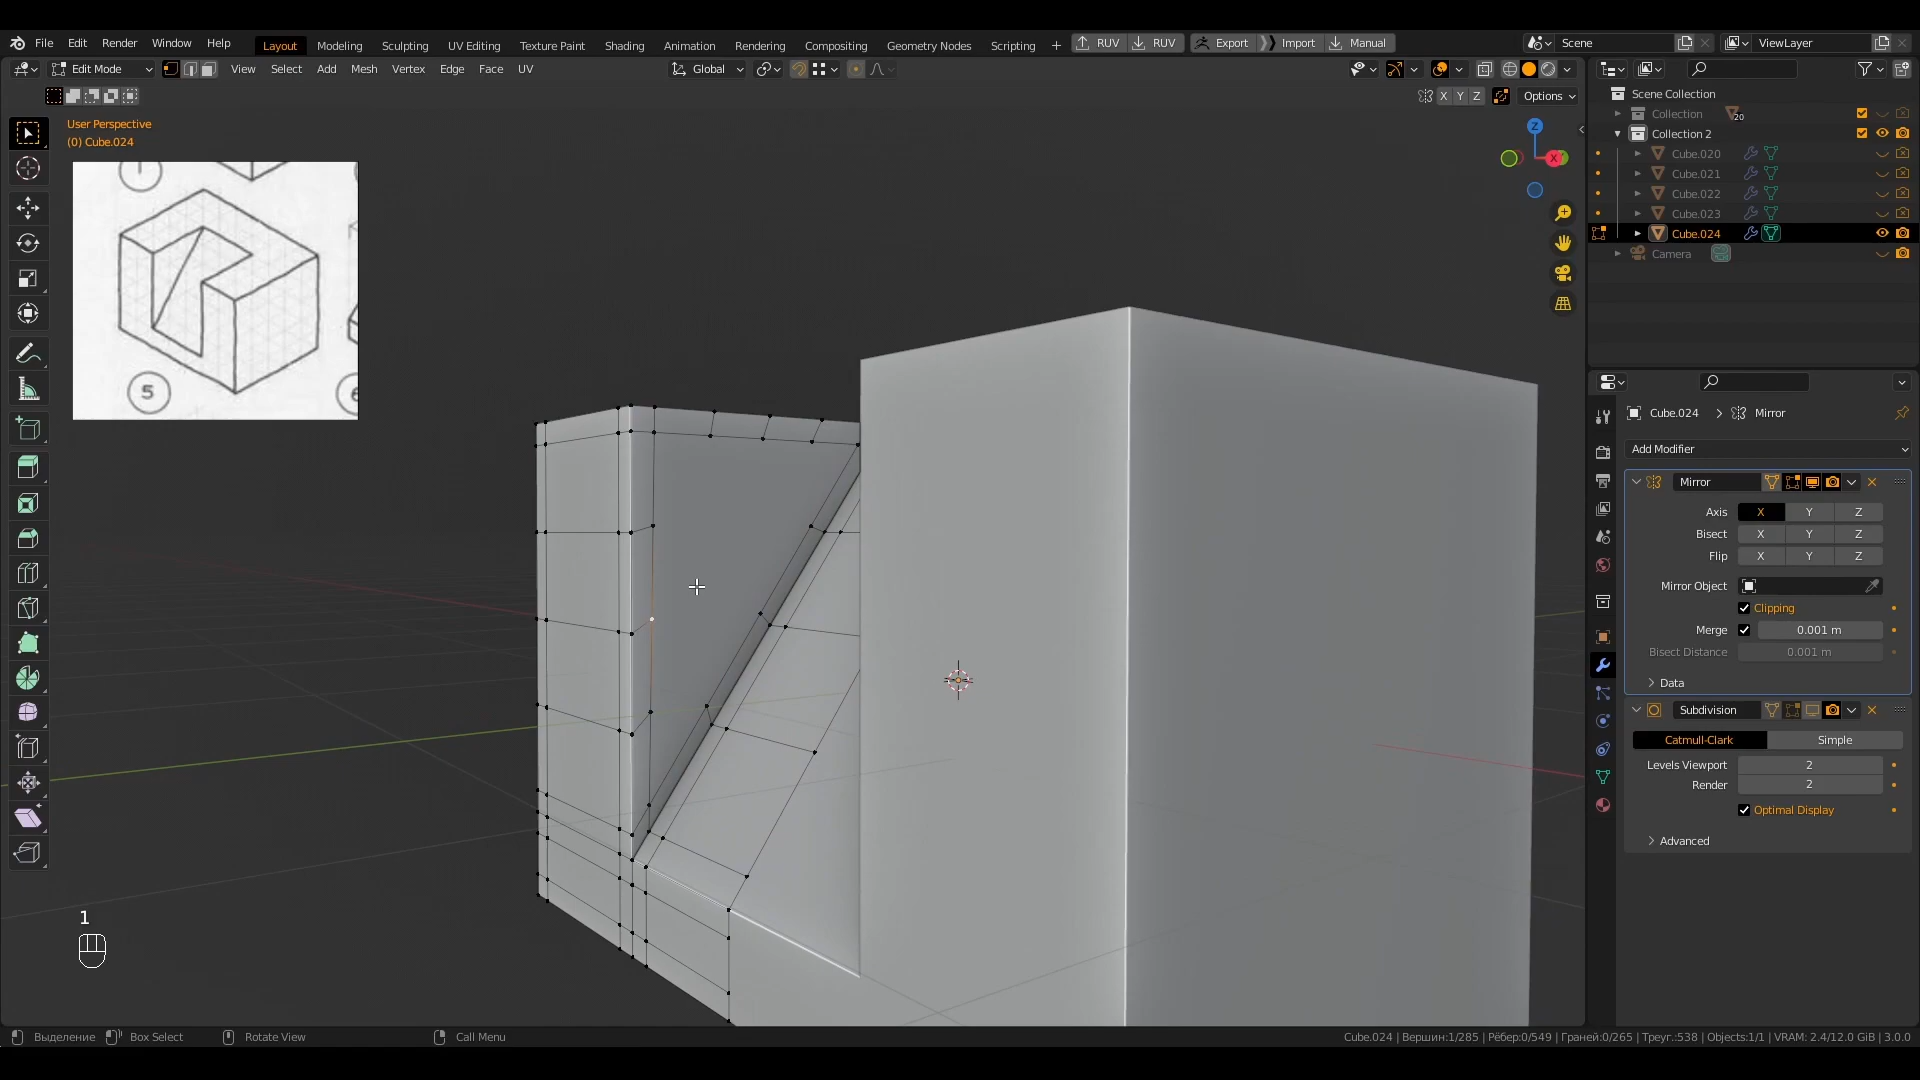 File Edit Render Window Help Layout Modeling Sculpting UV Editing Texture Paint Shading Animation Rendering Compositing Geometry Nodes Scripting + RUV RUV Export Import Manual Scene ViewLayer
Edit Mode View Select Add Mesh Vertex Edge Face UV Global
X Y Z Options
User Perspective
(0) Cube.024
5
Z
X
Scene Collection
Collection 20
Collection 2
Cube.020
Cube.021
Cube.022
Cube.023
Cube.024
Camera
Cube.024 > Mirror
Add Modifier
Mirror
Axis X Y Z
Bisect X Y Z
Flip X Y Z
Mirror Object
Clipping
Merge 0.001 m
Bisect Distance 0.001 m
Data
Subdivision
Catmull-Clark Simple
Levels Viewport 2
Render 2
Optimal Display
Advanced
1
Выделение Box Select Rotate View Call Menu Cube.024 | Вершин:1/285 | Рёбер:0/549 | Граней:0/265 | Треуг.:538 | Objects:1/1 | VRAM: 2.4/12.0 GiB | 3.0.0